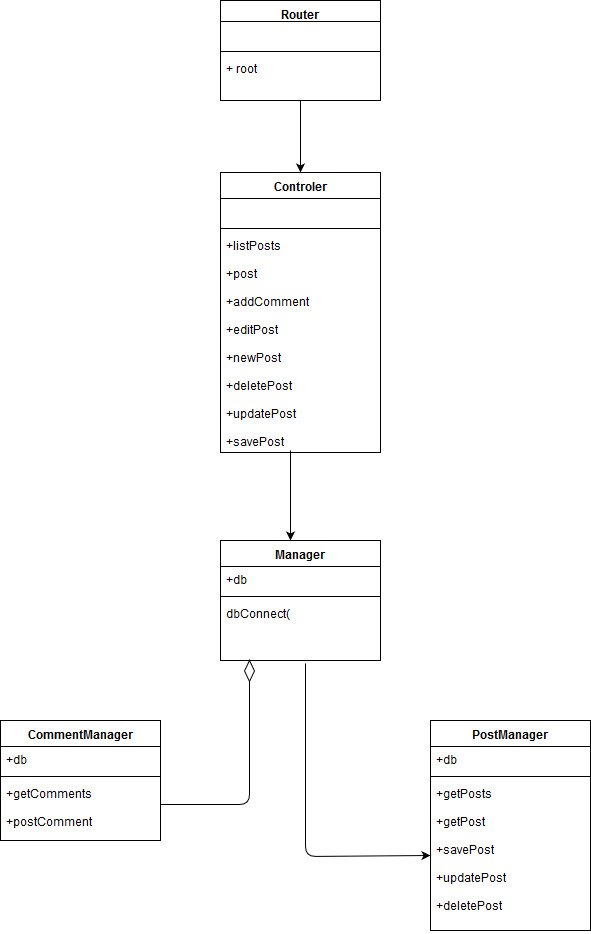 Router
+ root
Controler
+listPosts
+post
+addComment
+editPost
+newPost
+deletePost
+updatePost
+savePost
Manager
+db
dbConnect(
CommentManager
+db
+getComments
+postComment
PostManager
+db
+getPosts
+getPost
+savePost
+updatePost
+deletePost